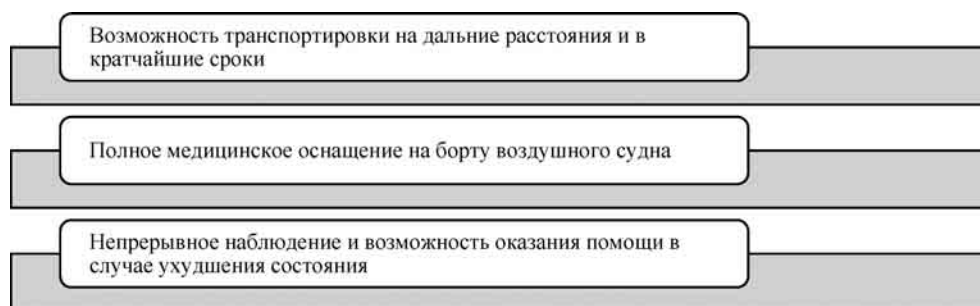 Возможность транспортировки на дальние расстояния и в
кратчайшие сроки
Полное медицинское оснащение на борту воздушного судна
Непрерывное наблюдение и возможность оказания помощи в
случае ухудшения состояния